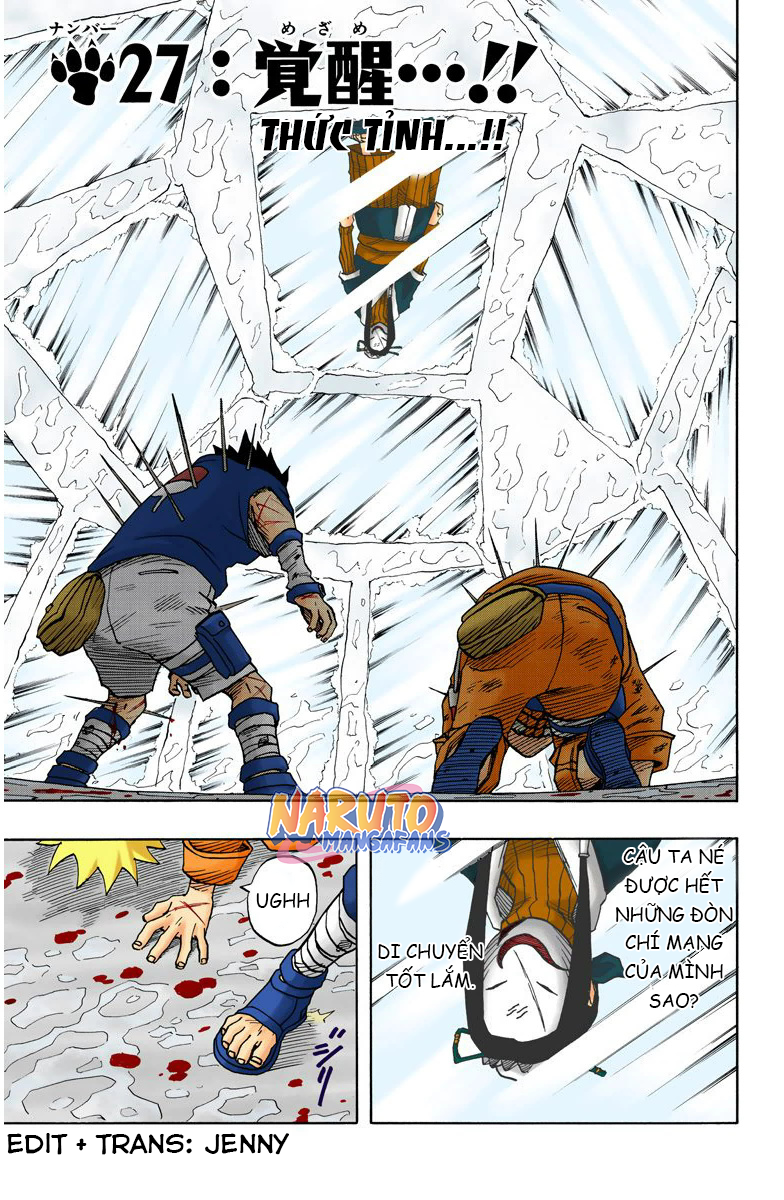 ナンバー
めざめ
27:覚醒…!!
THỨC TỈNH...!!
CẬU TA NÉ
ĐƯỢC HẾT
NHỮNG ĐÒN
CHÍ MẠNG
CỦA MÌNH
SAO?
DI CHUYỂN
TỐT LẮM.
UGHH
ジリ
NARUTO
MANGAFANS
EDIT + TRANS: JENNY